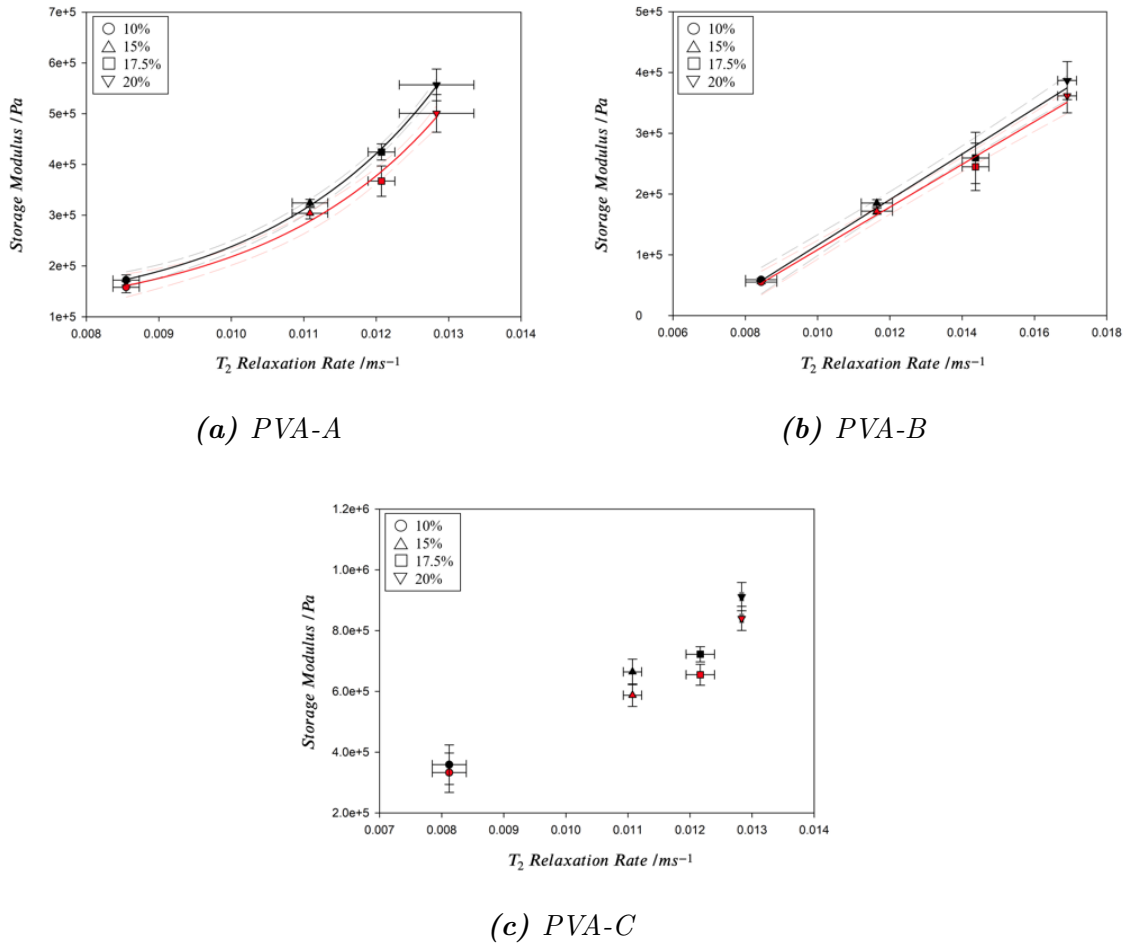 7e+5
6e+5
5e+5
4e+5
3e+5
2e+5
1e+5
10%
15%
17.5%
20%
0.008 0.009 0.010 0.011 0.012 0.013 0.014
Storage Modulus /Pa
T2 Relaxation Rate /ms−1
(a) PVA-A
5e+5
4e+5
3e+5
2e+5
1e+5
0
10%
15%
17.5%
20%
0.006 0.008 0.010 0.012 0.014 0.016 0.018
Storage Modulus /Pa
T2 Relaxation Rate /ms−1
(b) PVA-B
1.2e+6
1.0e+6
8.0e+5
6.0e+5
4.0e+5
2.0e+5
10%
15%
17.5%
20%
0.007 0.008 0.009 0.010 0.011 0.012 0.013 0.014
Storage Modulus /Pa
T2 Relaxation Rate /ms−1
(c) PVA-C